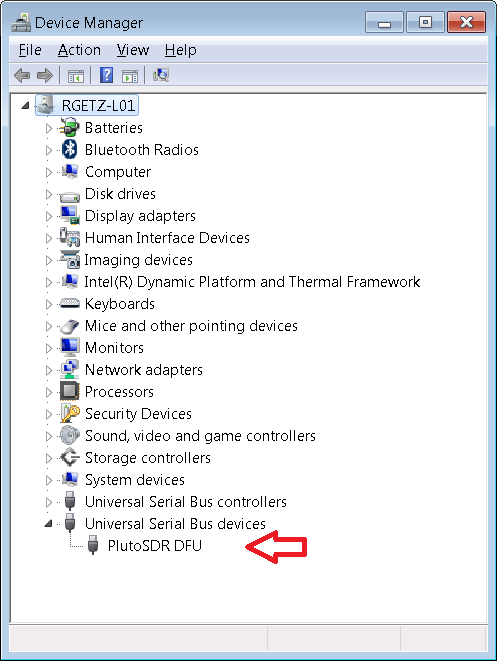 Device Manager
File Action View Help
RGETZ-L01
Batteries
Bluetooth Radios
Computer
Disk drives
Display adapters
Human Interface Devices
Imaging devices
Intel(R) Dynamic Platform and Thermal Framework
Keyboards
Mice and other pointing devices
Monitors
Network adapters
Processors
Security Devices
Sound, video and game controllers
Storage controllers
System devices
Universal Serial Bus controllers
Universal Serial Bus devices
PlutoSDR DFU